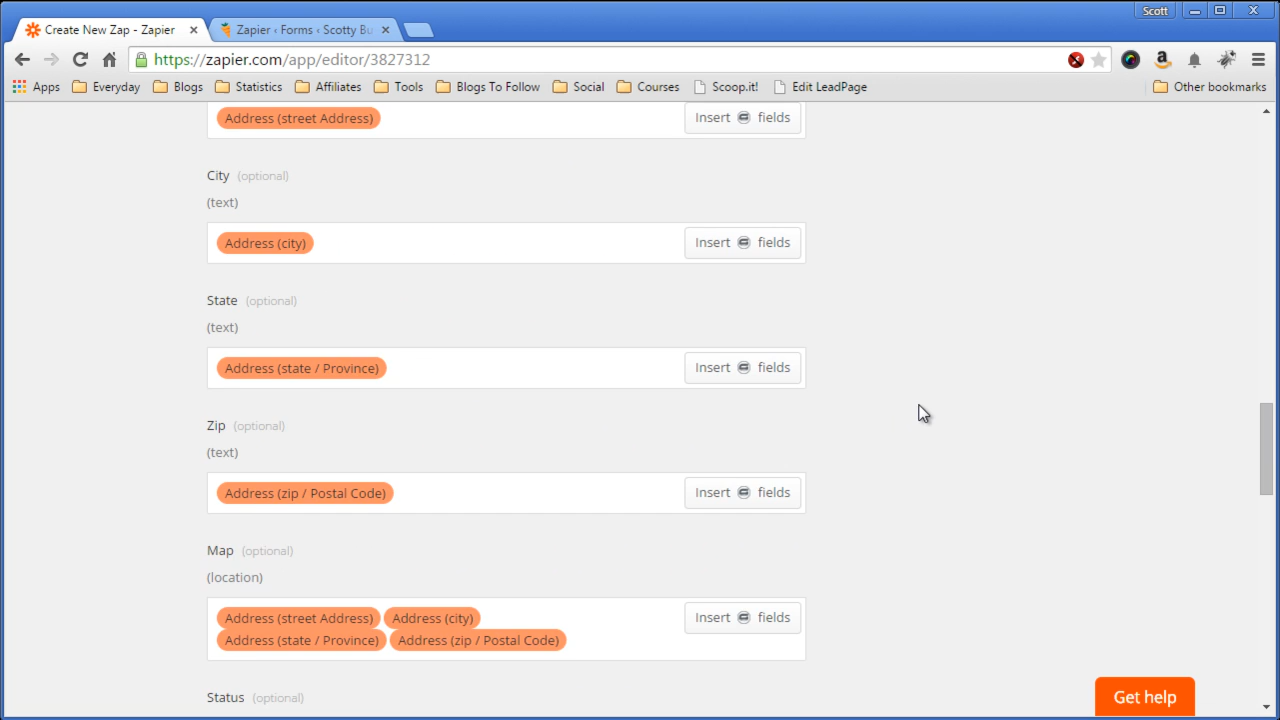 Scott
Create New Zap - Zapier
Zapier ‹ Forms ‹ Scotty Bu
https://zapier.com/app/editor/3827312
Apps Everyday Blogs Statistics Affiliates Tools Blogs To Follow Social Courses Scoop.it! Edit LeadPage Other bookmarks
Address (street Address) Insert fields
City (optional)
(text)
Address (city) Insert fields
State (optional)
(text)
Address (state / Province) Insert fields
Zip (optional)
(text)
Address (zip / Postal Code) Insert fields
Map (optional)
(location)
Address (street Address) Address (city) Insert fields
Address (state / Province) Address (zip / Postal Code)
Status (optional)
Get help